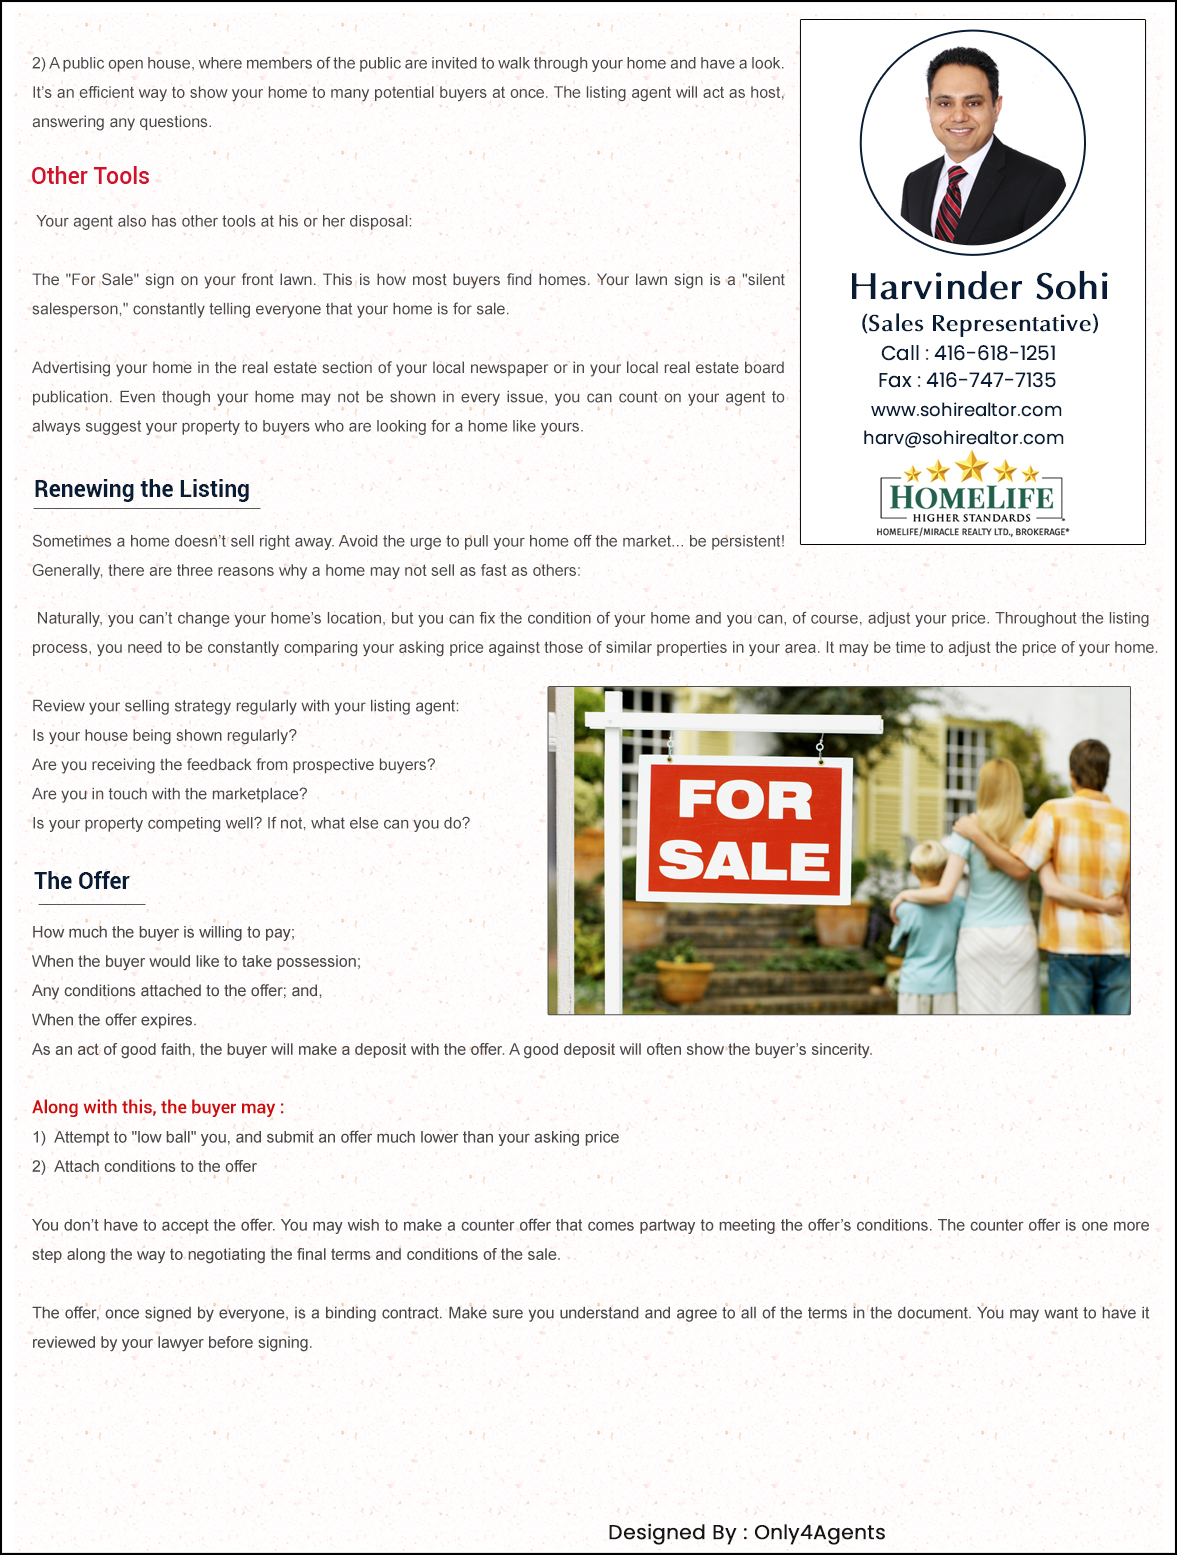 2) A public open house, where members of the public are invited to walk through your home and have a look.
It’s an efficient way to show your home to many potential buyers at once. The listing agent will act as host,
answering any questions.
Other Tools
Your agent also has other tools at his or her disposal:
The "For Sale" sign on your front lawn. This is how most buyers find homes. Your lawn sign is a "silent
salesperson," constantly telling everyone that your home is for sale.
Advertising your home in the real estate section of your local newspaper or in your local real estate board
publication. Even though your home may not be shown in every issue, you can count on your agent to
always suggest your property to buyers who are looking for a home like yours.
Harvinder Sohi
(Sales Representative)
Call : 416-618-1251
Fax : 416-747-7135
www.sohirealtor.com
harv@sohirealtor.com
HOMELIFE
HIGHER STANDARDS
HOMELIFE/MIRACLE REALTY LTD., BROKERAGE*
Renewing the Listing
Sometimes a home doesn’t sell right away. Avoid the urge to pull your home off the market... be persistent!
Generally, there are three reasons why a home may not sell as fast as others:
Naturally, you can’t change your home’s location, but you can fix the condition of your home and you can, of course, adjust your price. Throughout the listing
process, you need to be constantly comparing your asking price against those of similar properties in your area. It may be time to adjust the price of your home.
Review your selling strategy regularly with your listing agent:
Is your house being shown regularly?
Are you receiving the feedback from prospective buyers?
Are you in touch with the marketplace?
Is your property competing well? If not, what else can you do?
FOR
SALE
The Offer
How much the buyer is willing to pay;
When the buyer would like to take possession;
Any conditions attached to the offer; and,
When the offer expires.
As an act of good faith, the buyer will make a deposit with the offer. A good deposit will often show the buyer’s sincerity.
Along with this, the buyer may :
1)  Attempt to "low ball" you, and submit an offer much lower than your asking price
2)  Attach conditions to the offer
You don’t have to accept the offer. You may wish to make a counter offer that comes partway to meeting the offer’s conditions. The counter offer is one more
step along the way to negotiating the final terms and conditions of the sale.
The offer, once signed by everyone, is a binding contract. Make sure you understand and agree to all of the terms in the document. You may want to have it
reviewed by your lawyer before signing.
Designed By : Only4Agents